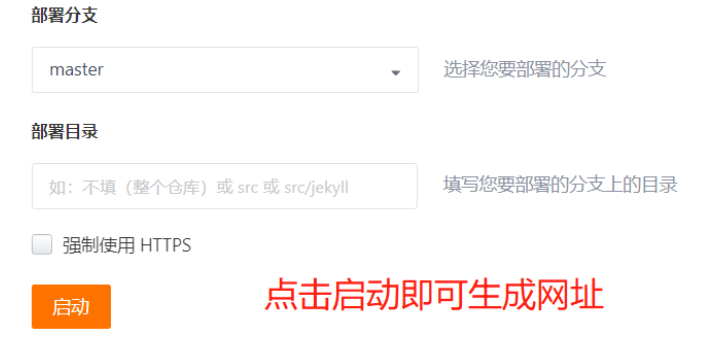 部署分支
master 选择您要部署的分支
部署目录
如：不填（整个仓库）或 src 或 src/jekyll 填写您要部署的分支上的目录
强制使用 HTTPS
启动 点击启动即可生成网址